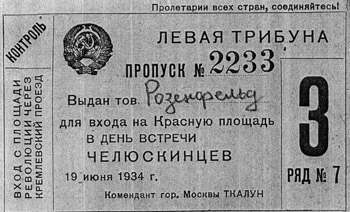 Пролетарии всех стран, соединяйтесь!
КОНТРОЛЬ
ВХОД С ПЛОЩАДИ
РЕВОЛЮЦИИ ЧЕРЕЗ
КРЕМЛЕВСКИЙ ПРОЕЗД
ЛЕВАЯ ТРИБУНА
ПРОПУСК № 2233
Выдан тов. Розенфельд
для входа на Красную площадь
В ДЕНЬ ВСТРЕЧИ
ЧЕЛЮСКИНЦЕВ
19 июня 1934 г.
Комендант гор. Москвы ТКАЛУН
3
РЯД № 7